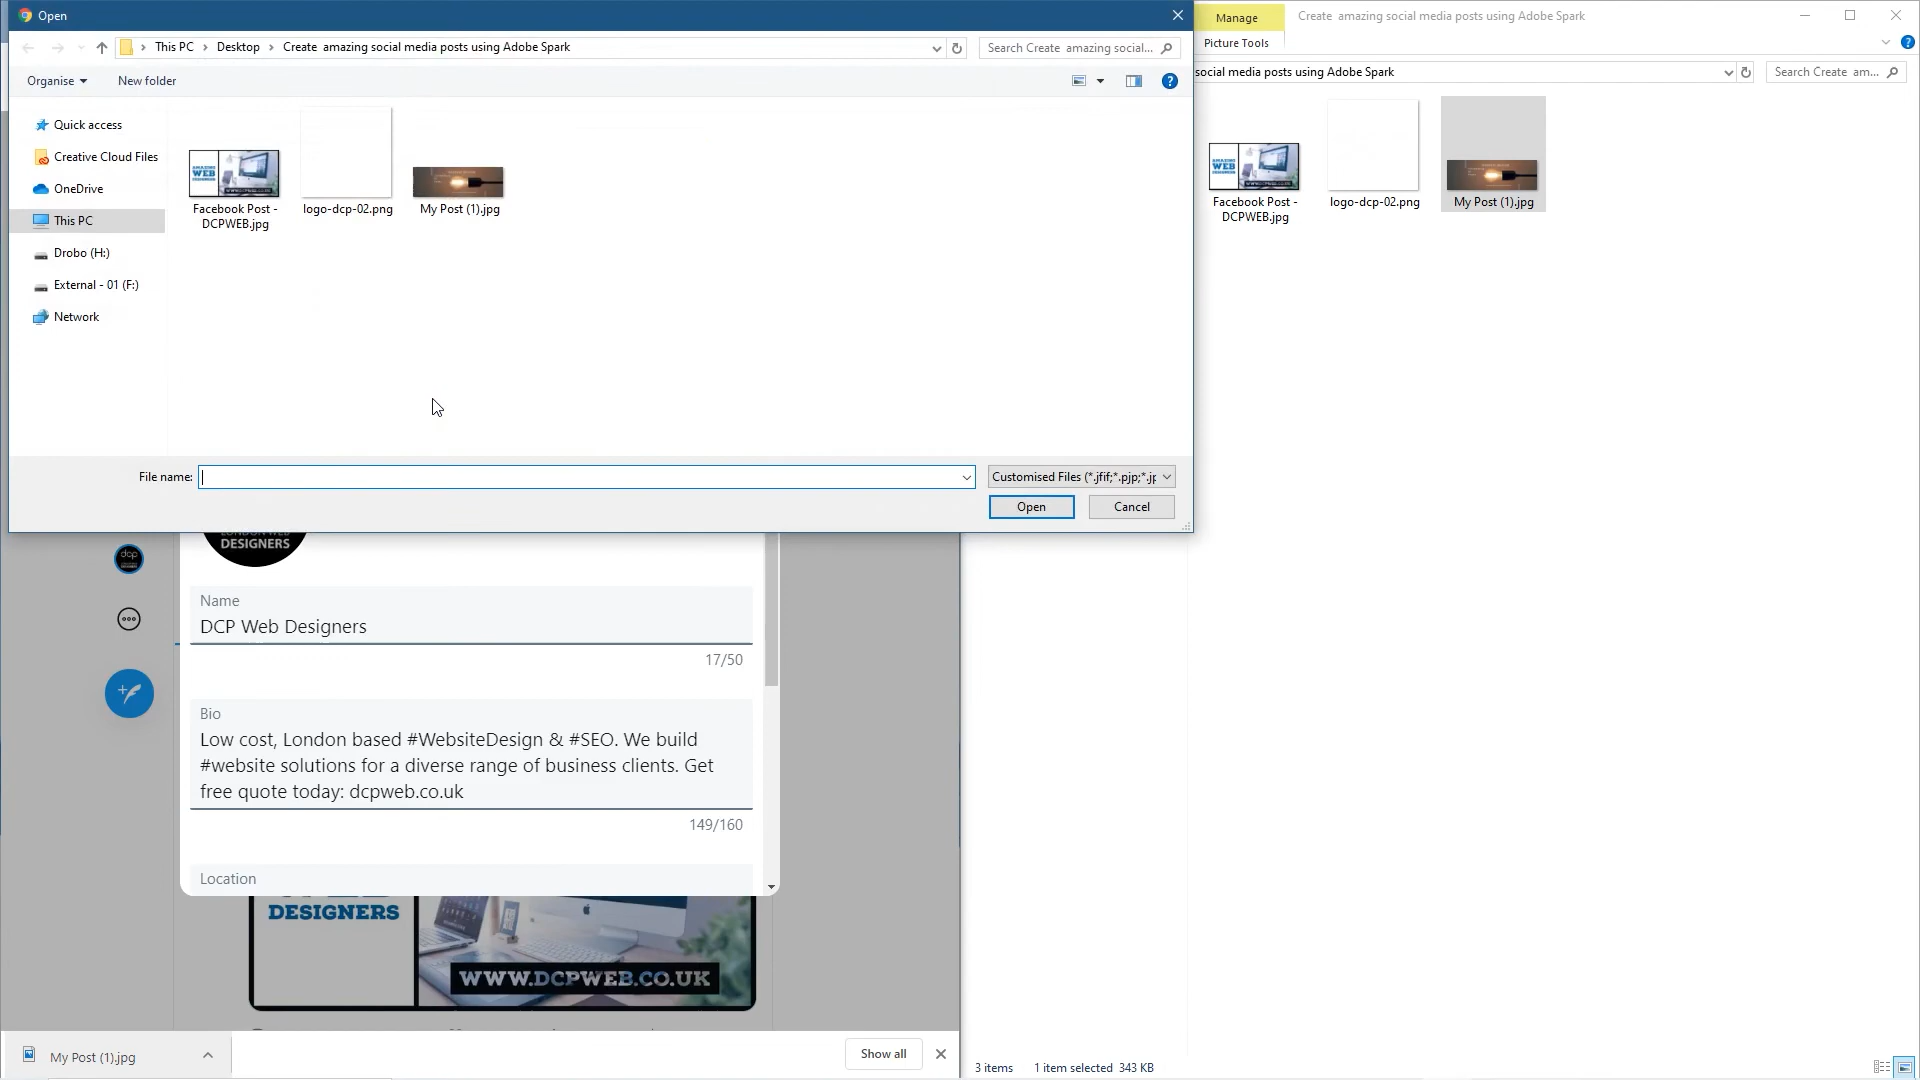 Open
This PC
Desktop
Create amazing social media posts using Adobe Spark
Search Create amazing social...
Organise
New folder
Quick access
Creative Cloud Files
OneDrive
This PC
Drobo (H:)
External - 01 (F:)
Network
Facebook Post - DCPWEB.jpg
logo-dcp-02.png
My Post (1).jpg
File name:
Customised Files (*.jfif;*.pjp;*.jp
Open
Cancel
Manage
Create amazing social media posts using Adobe Spark
Picture Tools
social media posts using Adobe Spark
Search Create am...
Facebook Post - DCPWEB.jpg
logo-dcp-02.png
My Post (1).jpg
AMAZING
WEB
DESIGNERS
dcp
LONDON WEB
DESIGNERS
Name
DCP Web Designers
17/50
Bio
Low cost, London based #WebsiteDesign & #SEO. We build
#website solutions for a diverse range of business clients. Get
free quote today: dcpweb.co.uk
149/160
Location
DESIGNERS
WWW.DCPWEB.CO.UK
My Post (1).jpg
Show all
3 items
1 item selected 343 KB